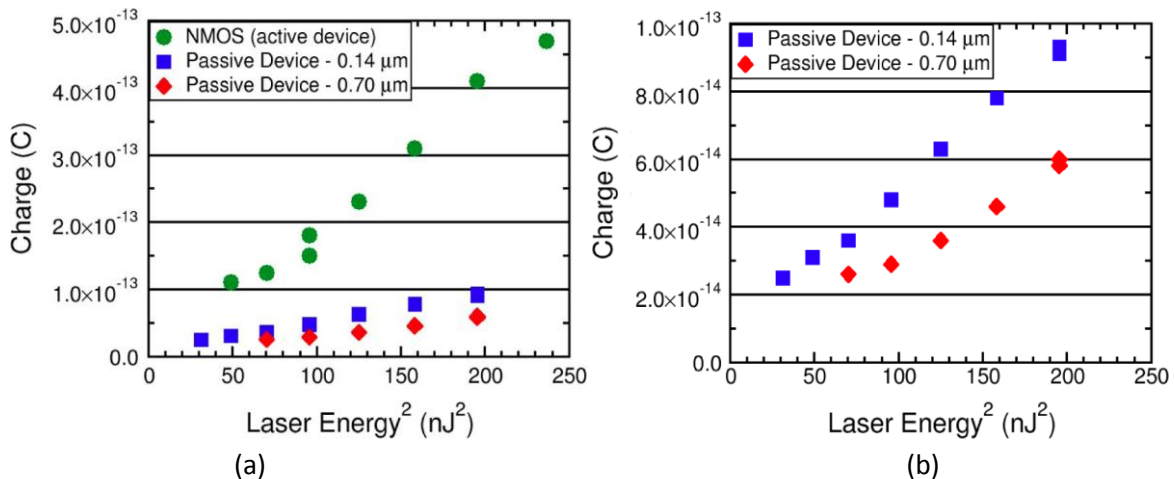 5.0×10⁻¹³
4.0×10⁻¹³
3.0×10⁻¹³
2.0×10⁻¹³
1.0×10⁻¹³
0.0
Charge (C)
NMOS (active device)
Passive Device - 0.14 µm
Passive Device - 0.70 µm
0 50 100 150 200 250
Laser Energy² (nJ²)
(a)
1.0×10⁻¹³
8.0×10⁻¹⁴
6.0×10⁻¹⁴
4.0×10⁻¹⁴
2.0×10⁻¹⁴
0.0
Charge (C)
Passive Device - 0.14 µm
Passive Device - 0.70 µm
0 50 100 150 200 250
Laser Energy² (nJ²)
(b)